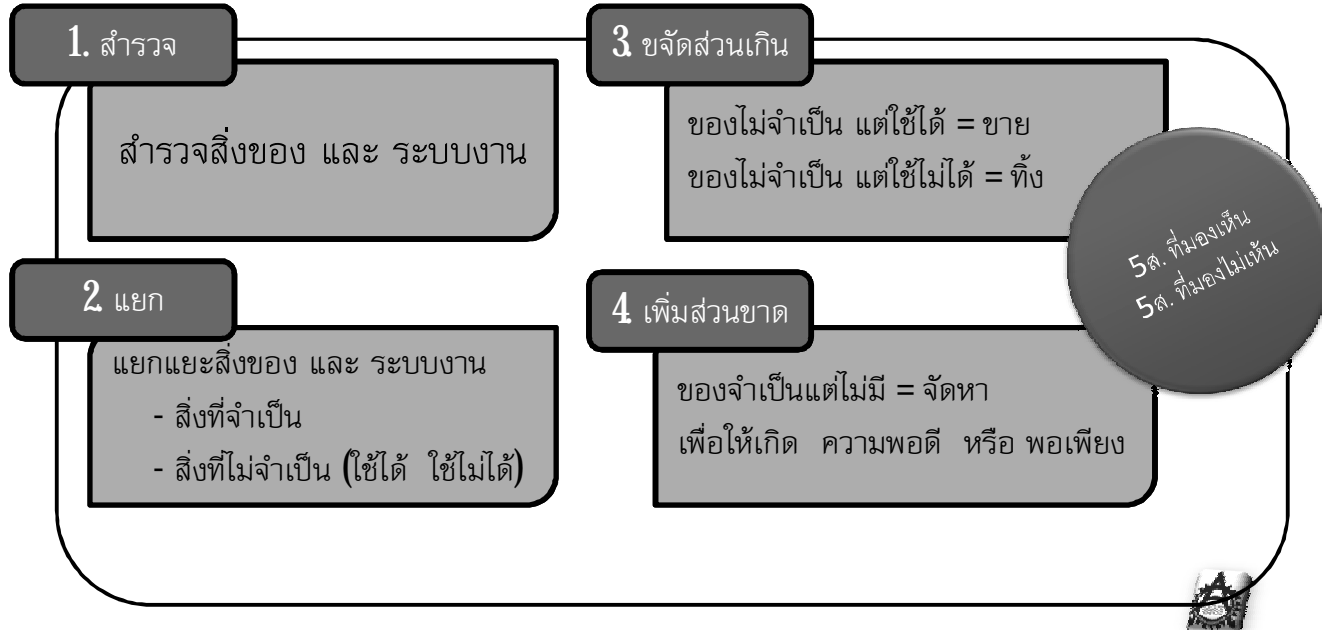 1. สำรวจ
สำรวจสิ่งของ และ ระบบงาน
2. แยก
แยกแยะสิ่งของ และ ระบบงาน
- สิ่งที่จำเป็น
- สิ่งที่ไม่จำเป็น (ใช้ได้ ใช้ไม่ได้)
3. ขจัดส่วนเกิน
ของไม่จำเป็น แต่ใช้ได้ = ขาย
ของไม่จำเป็น แต่ใช้ไม่ได้ = ทิ้ง
4. เพิ่มส่วนขาด
ของจำเป็นแต่ไม่มี = จัดหา
เพื่อให้เกิด ความพอดี หรือ พอเพียง
5ส. ที่มองเห็น
5ส. ที่มองไม่เห็น